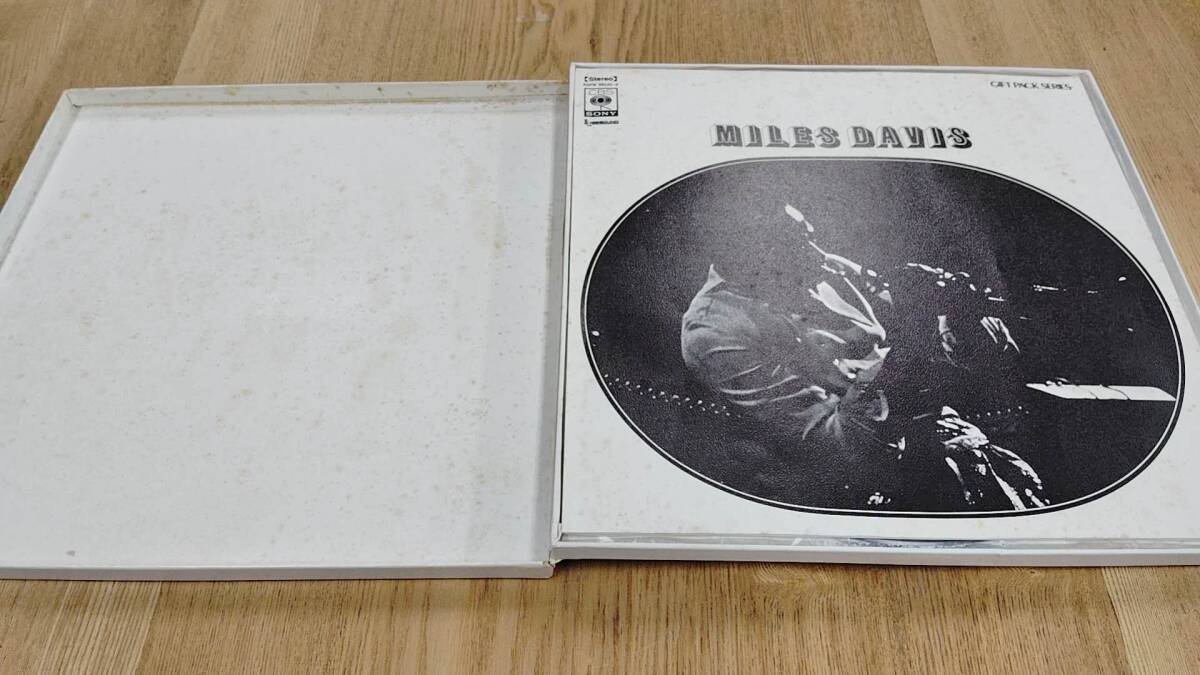 [Stereo]
CBS
SONY
GIFT PACK SERIES
MILES DAVIS